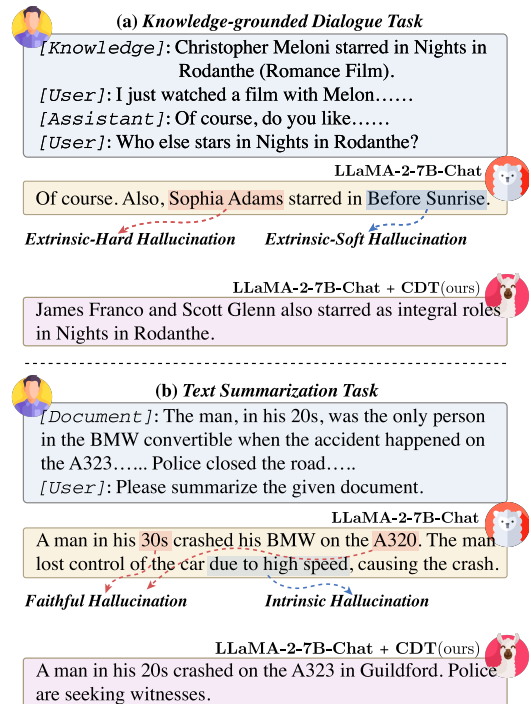 (a) Knowledge-grounded Dialogue Task
[Knowledge]: Christopher Meloni starred in Nights in
Rodanthe (Romance Film).
[User]: I just watched a film with Melon……
[Assistant]: Of course, do you like……
[User]: Who else stars in Nights in Rodanthe?
LLaMA-2-7B-Chat
Of course. Also, Sophia Adams starred in Before Sunrise.
Extrinsic-Hard Hallucination Extrinsic-Soft Hallucination
LLaMA-2-7B-Chat + CDT(ours)
James Franco and Scott Glenn also starred as integral roles
in Nights in Rodanthe.
(b) Text Summarization Task
[Document]: The man, in his 20s, was the only person
in the BMW convertible when the accident happened on
the A323…... Police closed the road…..
[User]: Please summarize the given document.
LLaMA-2-7B-Chat
A man in his 30s crashed his BMW on the A320. The man
lost control of the car due to high speed, causing the crash.
Faithful Hallucination Intrinsic Hallucination
LLaMA-2-7B-Chat + CDT(ours)
A man in his 20s crashed on the A323 in Guildford. Police
are seeking witnesses.